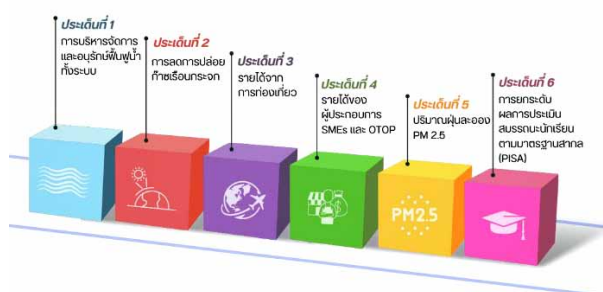 ประเด็นที่ 1
การบริหารจัดการ
และอนุรักษ์ฟื้นฟูน้ำ
ทั้งระบบ
ประเด็นที่ 2
การลดการปล่อย
ก๊าซเรือนกระจก
ประเด็นที่ 3
รายได้จาก
การท่องเที่ยว
ประเด็นที่ 4
รายได้ของ
ผู้ประกอบการ
SMEs และ OTOP
ประเด็นที่ 5
ปริมาณฝุ่นละออง
PM 2.5
ประเด็นที่ 6
การยกระดับ
ผลการประเมิน
สมรรถนะนักเรียน
ตามมาตรฐานสากล
(PISA)
PM2.5